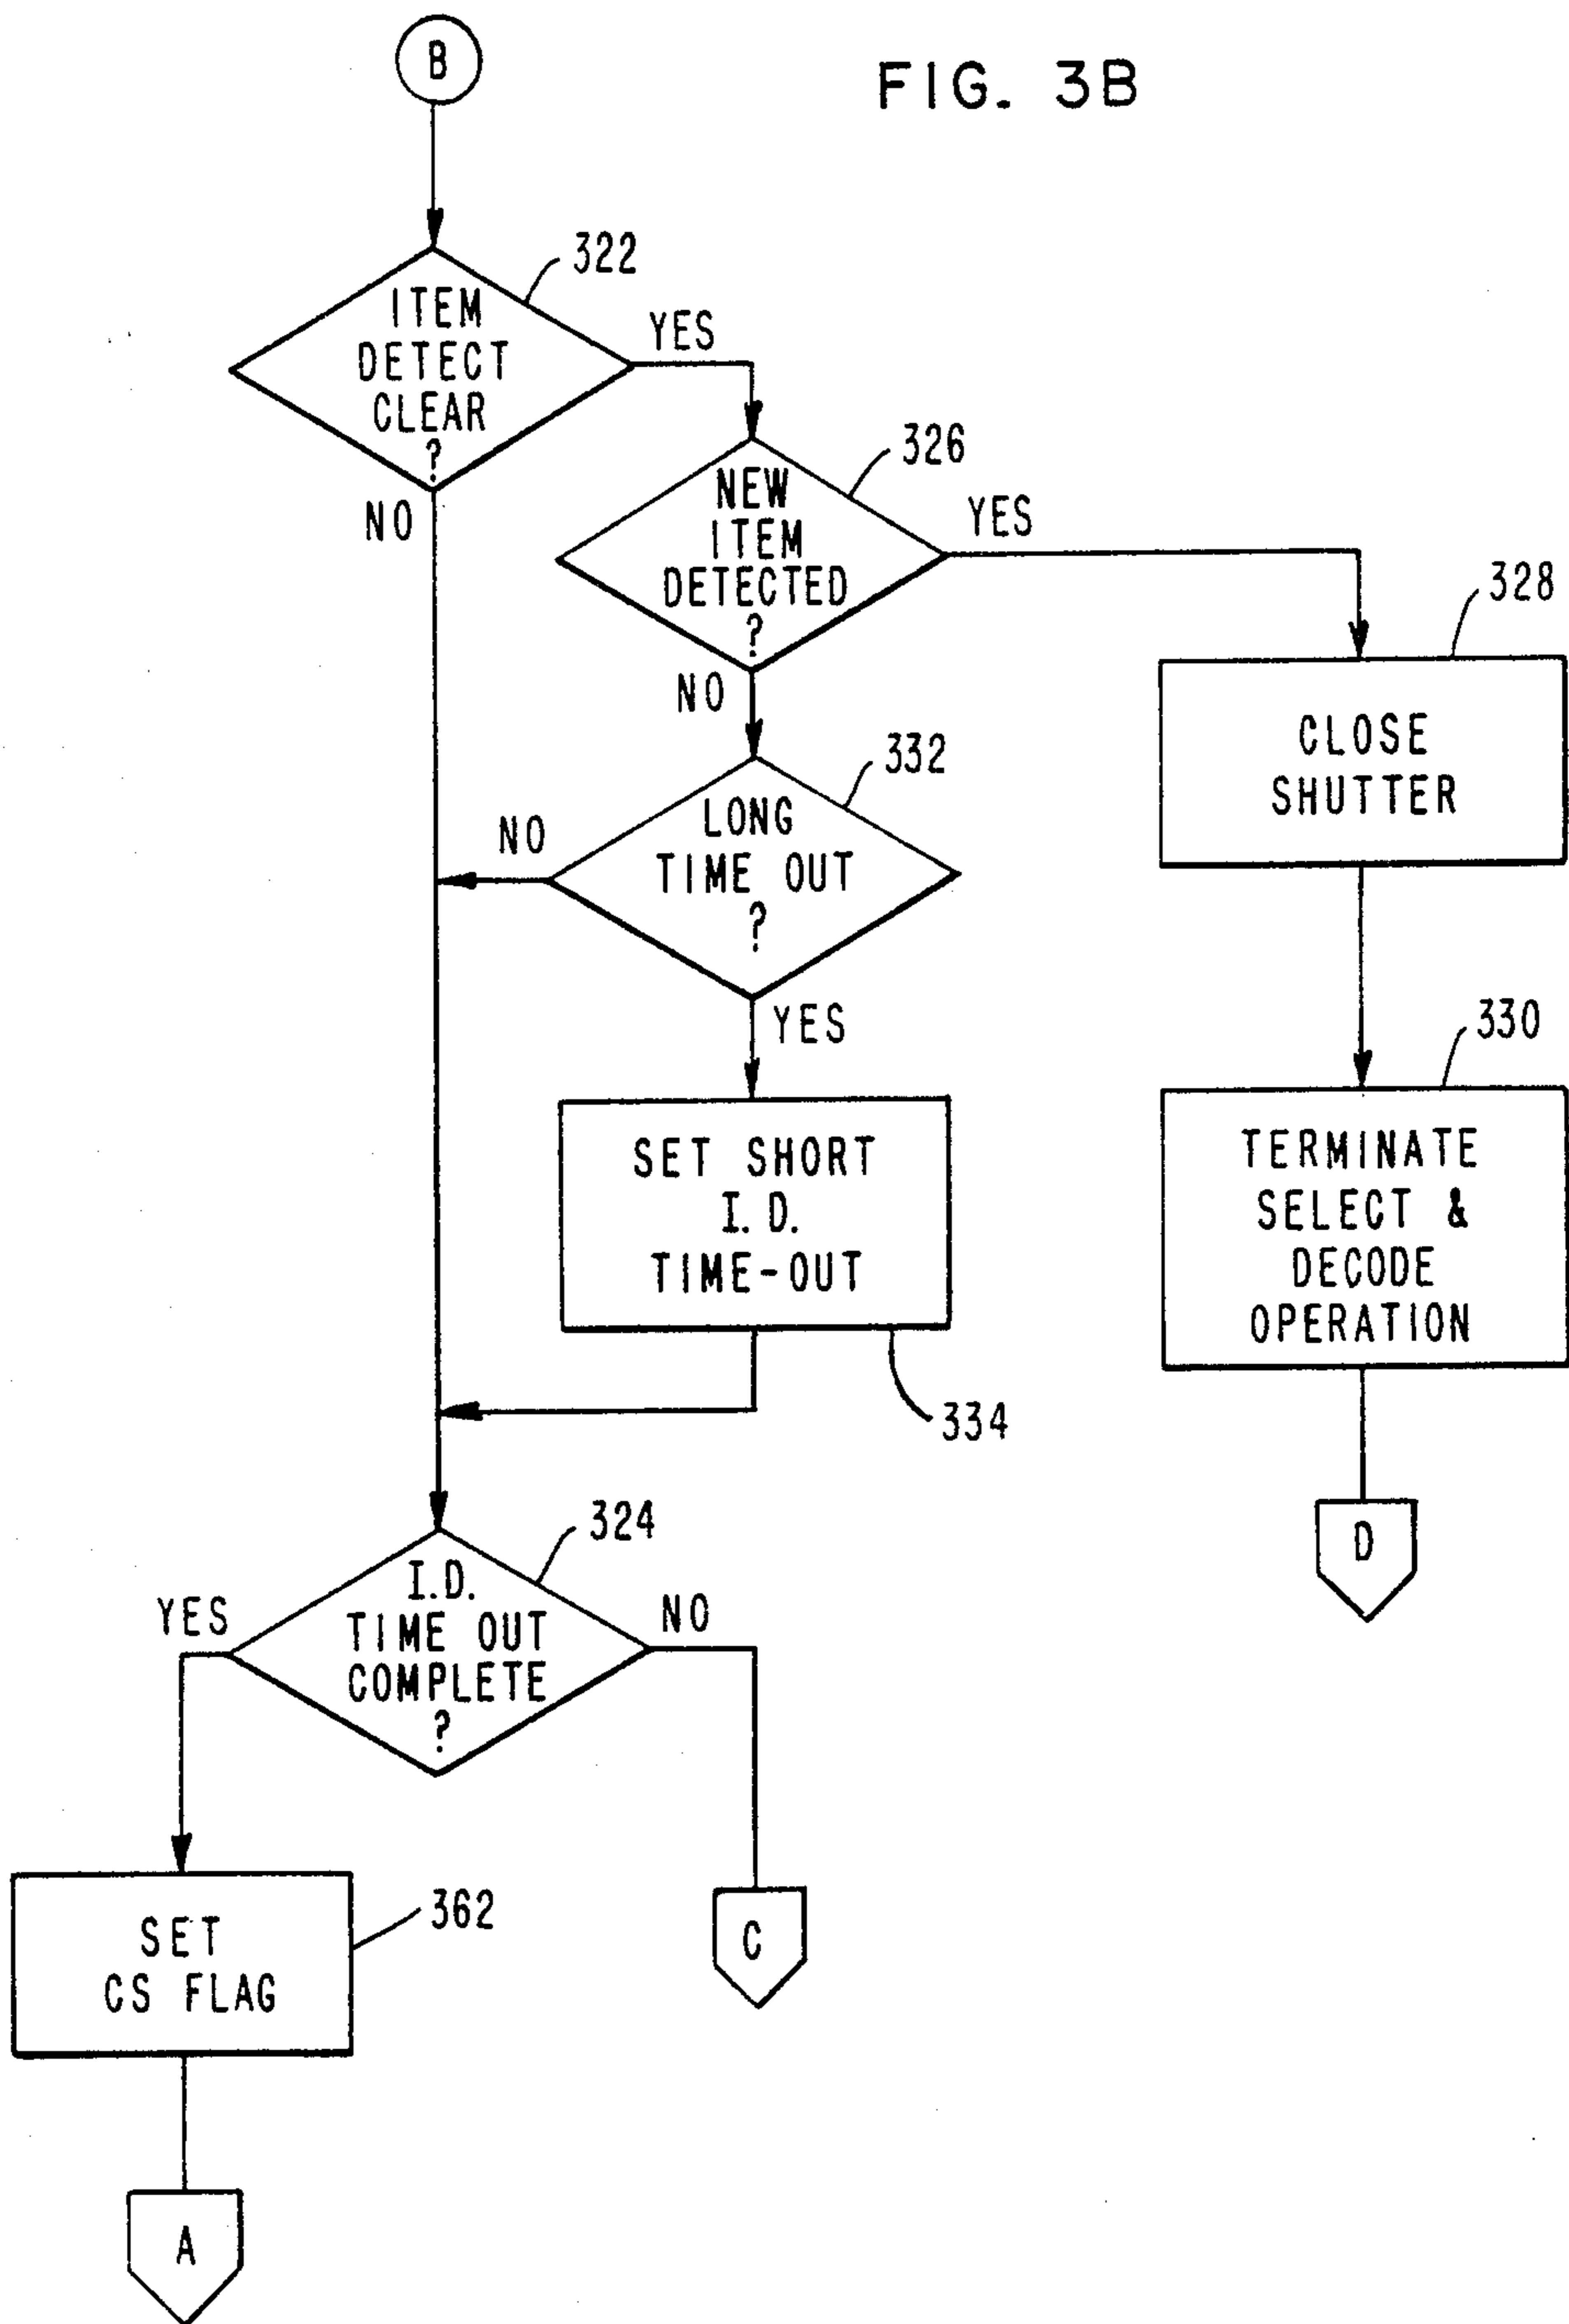 B
FIG. 3B
322
ITEM
DETECT
CLEAR
?
YES
NO
326
NEW
ITEM
DETECTED
?
YES
NO
328
CLOSE
SHUTTER
332
LONG
TIME OUT
?
NO
YES
330
TERMINATE
SELECT &
DECODE
OPERATION
SET SHORT
I.D.
TIME-OUT
334
D
324
I.D.
TIME OUT
COMPLETE
?
YES
NO
362
SET
CS FLAG
C
A